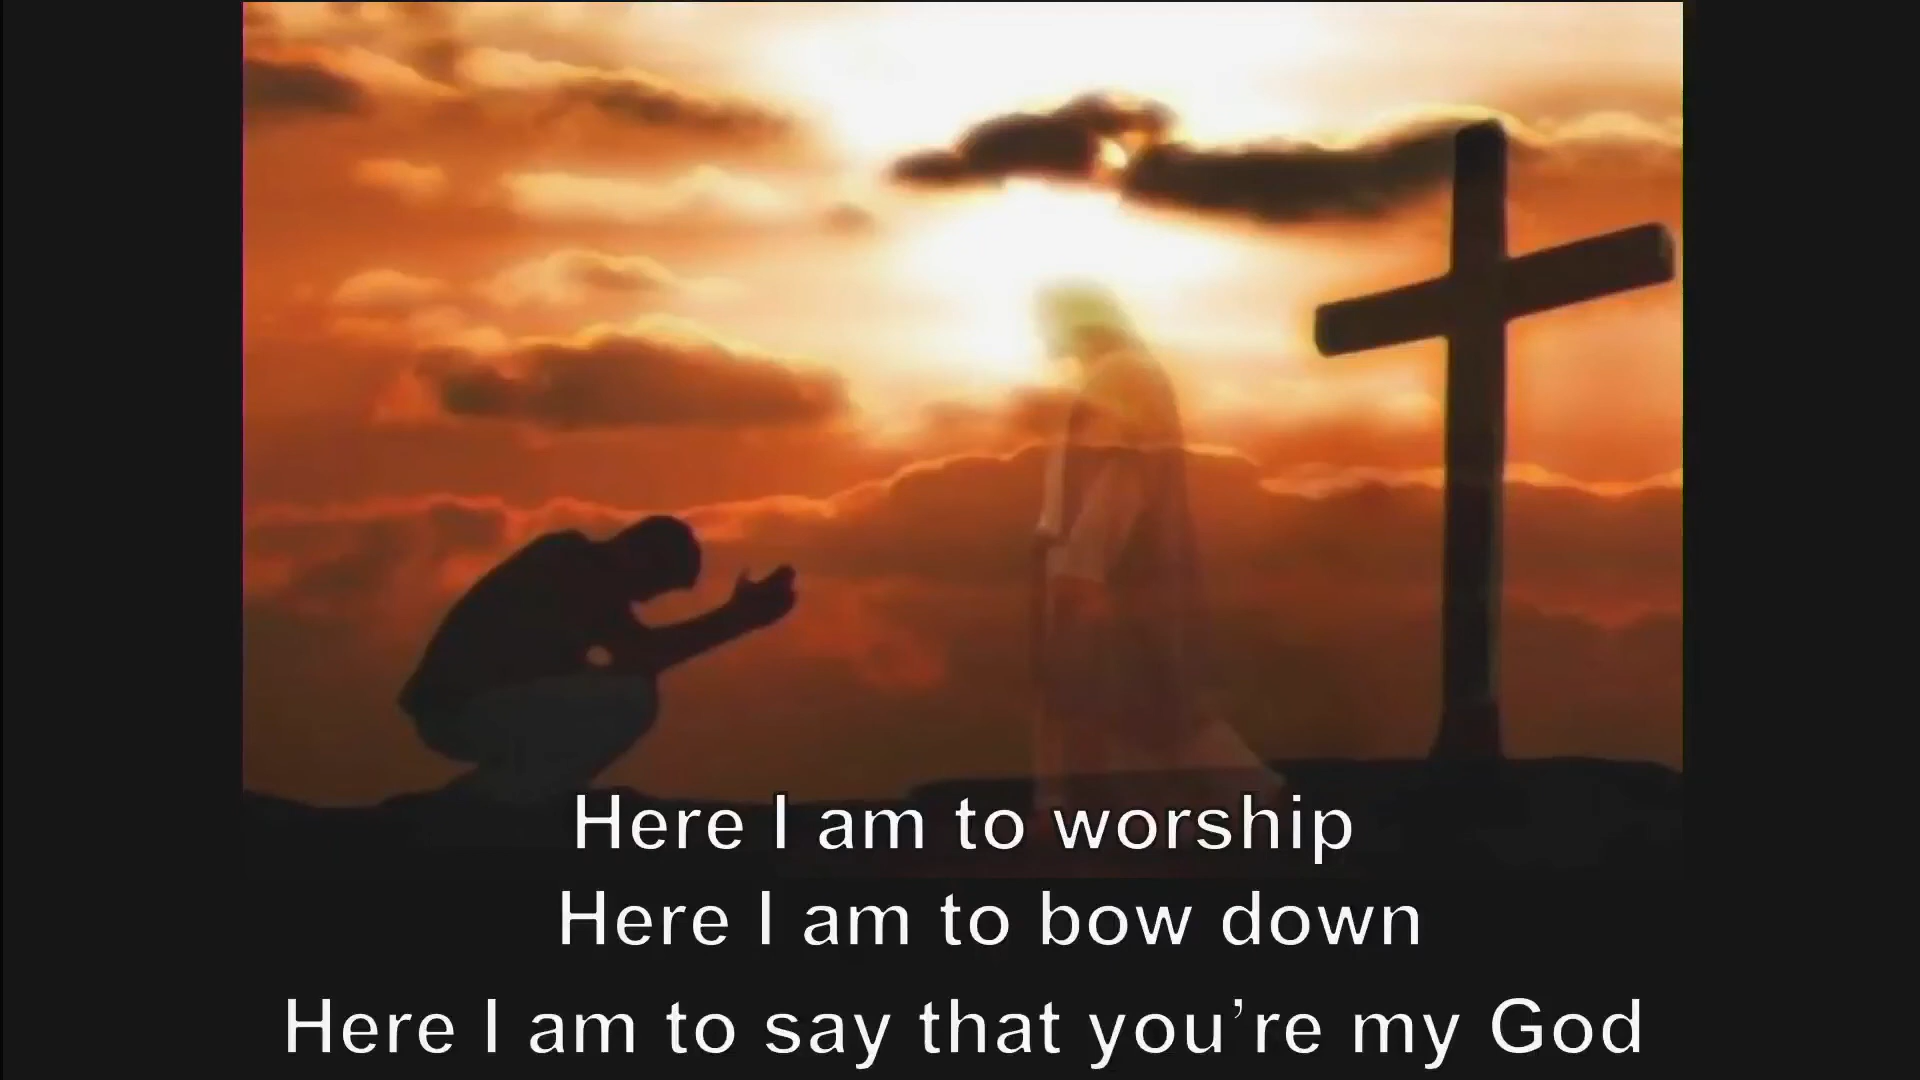 Here I am to worship
Here I am to bow down
Here I am to say that you’re my God